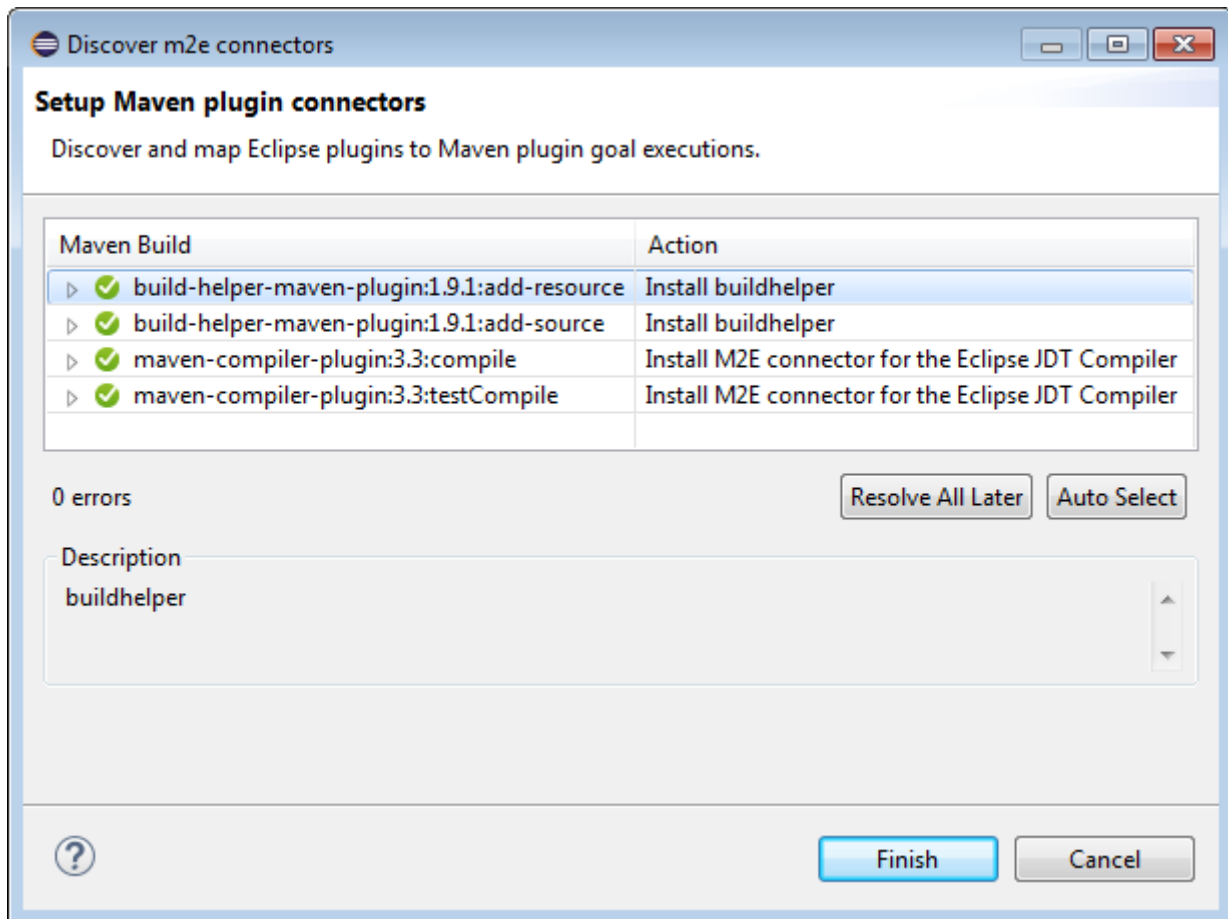 Discover m2e connectors
Setup Maven plugin connectors
Discover and map Eclipse plugins to Maven plugin goal executions.
Maven Build Action
build-helper-maven-plugin:1.9.1:add-resource Install buildhelper
build-helper-maven-plugin:1.9.1:add-source Install buildhelper
maven-compiler-plugin:3.3:compile Install M2E connector for the Eclipse JDT Compiler
maven-compiler-plugin:3.3:testCompile Install M2E connector for the Eclipse JDT Compiler
0 errors Resolve All Later Auto Select
Description
buildhelper
? Finish Cancel